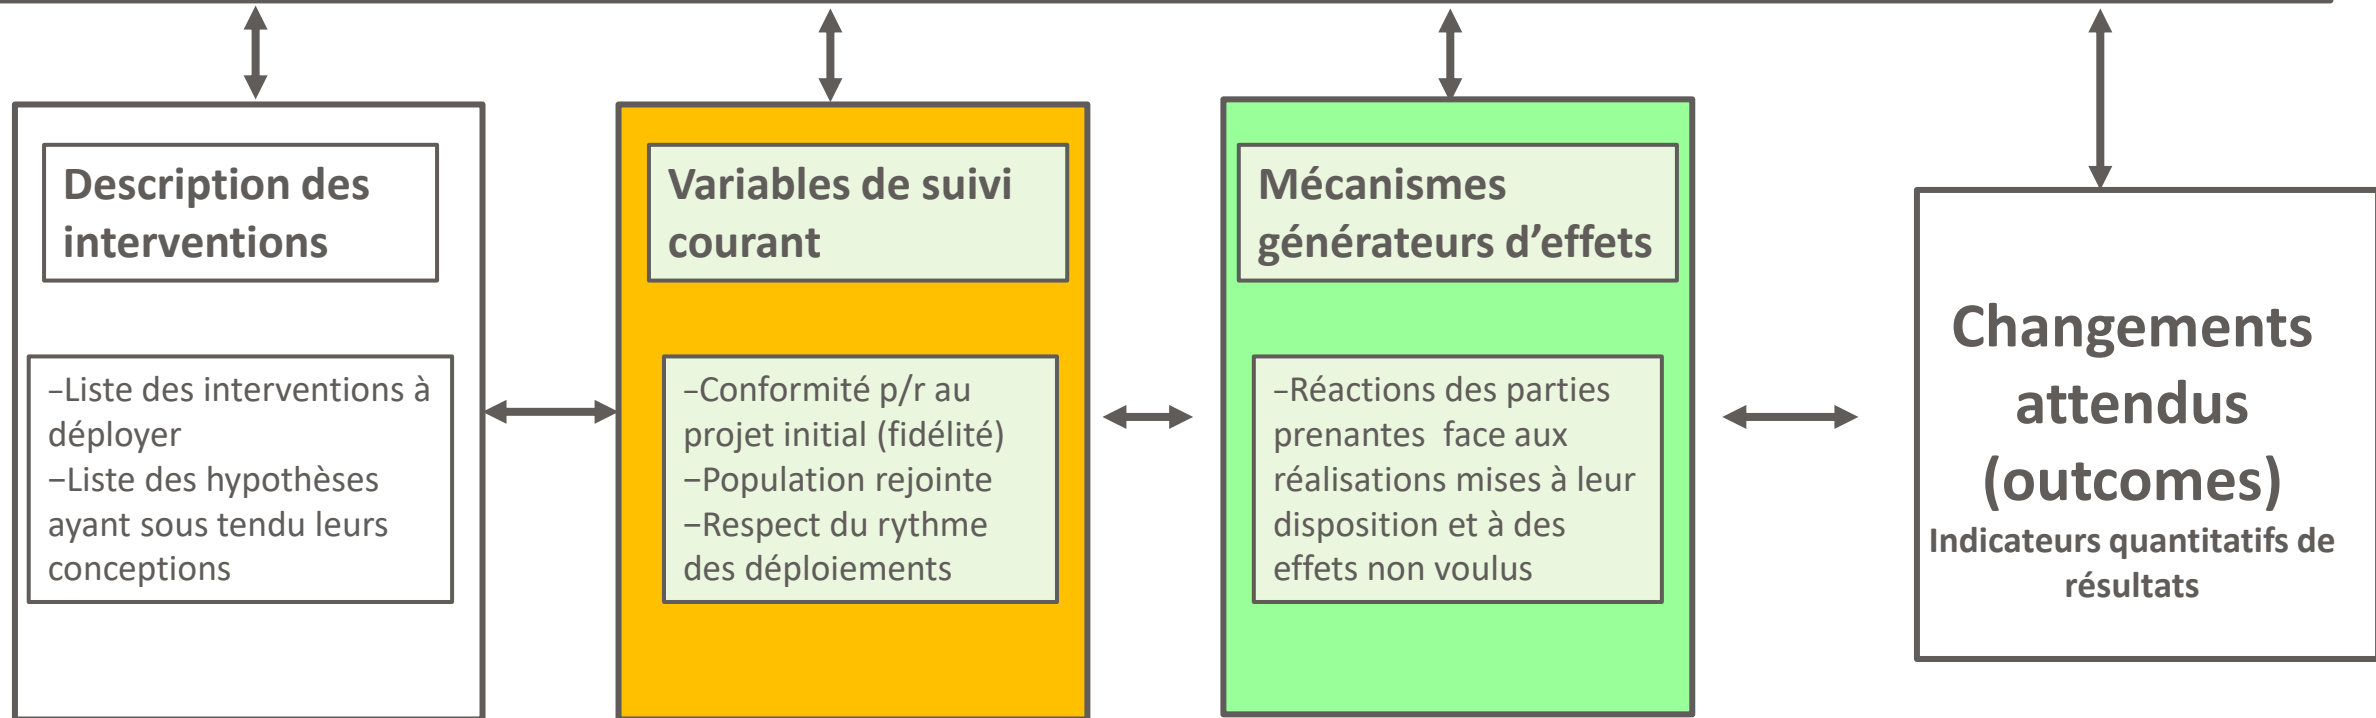 Description des
interventions
–Liste des interventions à
déployer
–Liste des hypothèses
ayant sous tendu leurs
conceptions
Variables de suivi
courant
–Conformité p/r au
projet initial (fidélité)
–Population rejointe
–Respect du rythme
des déploiements
Mécanismes
générateurs d’effets
–Réactions des parties
prenantes  face aux
réalisations mises à leur
disposition et à des
effets non voulus
Changements
attendus
(outcomes)
Indicateurs quantitatifs de
résultats